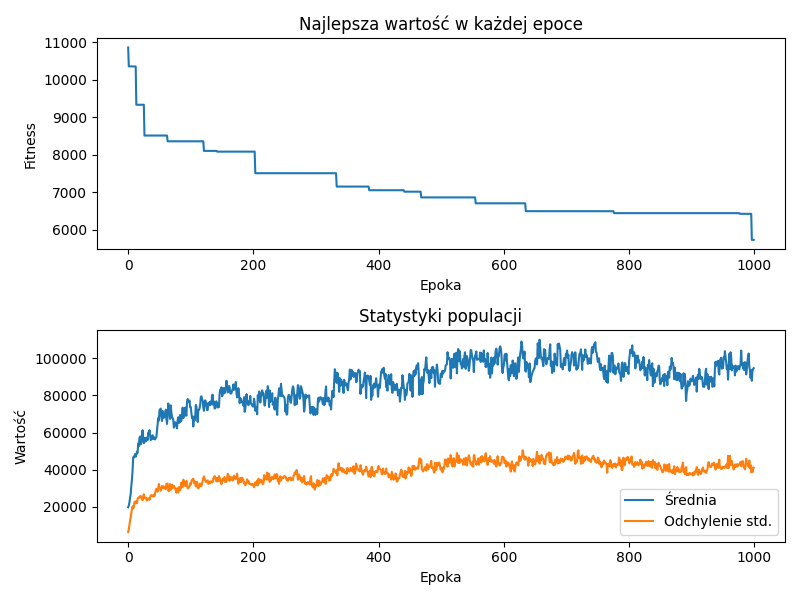 Najlepsza wartość w każdej epoce
11000
10000
9000
8000
7000
6000
Fitness
0 200 400 600 800 1000
Epoka
Statystyki populacji
100000
80000
60000
40000
20000
Wartość
Średnia
Odchylenie std.
0 200 400 600 800 1000
Epoka